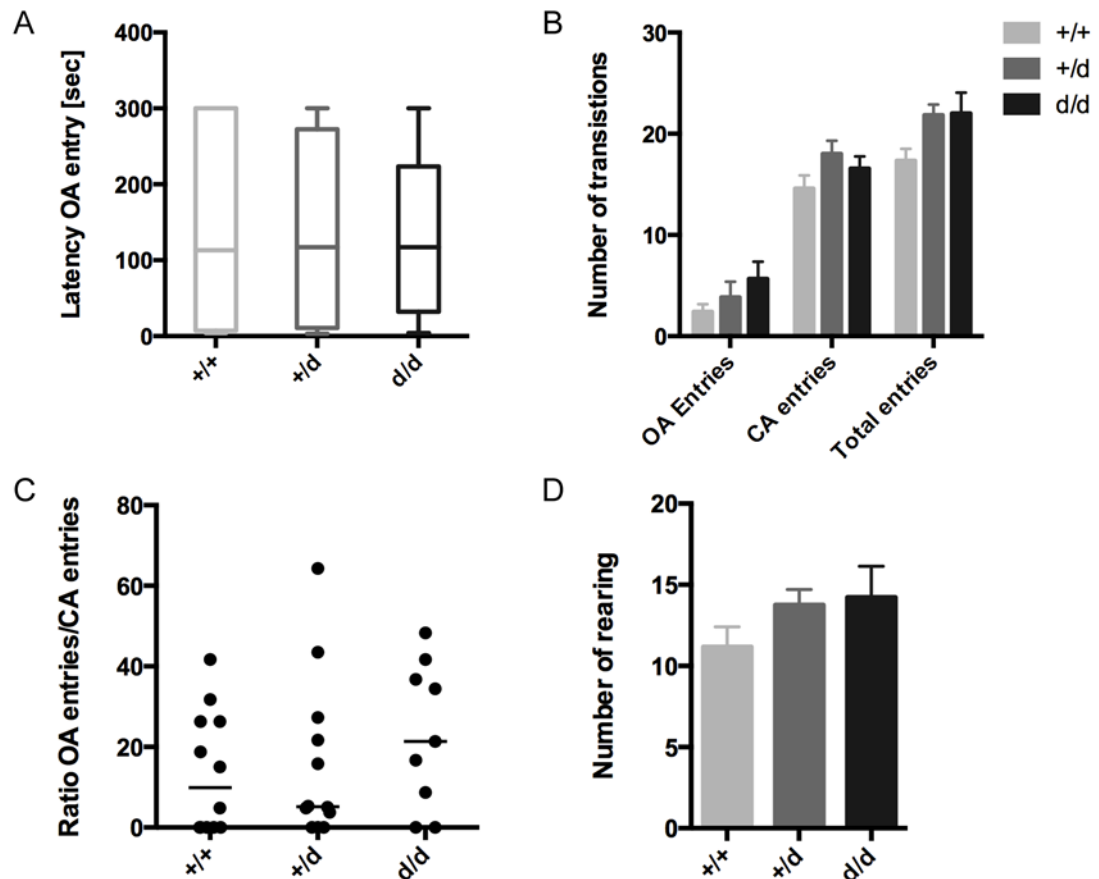 A
Latency OA entry [sec]
400
300
200
100
0
+/+
+/d
d/d
B
Number of transistions
30
20
10
0
OA Entries
CA entries
Total entries
+/+
+/d
d/d
C
Ratio OA entries/CA entries
80
60
40
20
0
+/+
+/d
d/d
D
Number of rearing
20
15
10
5
0
+/+
+/d
d/d